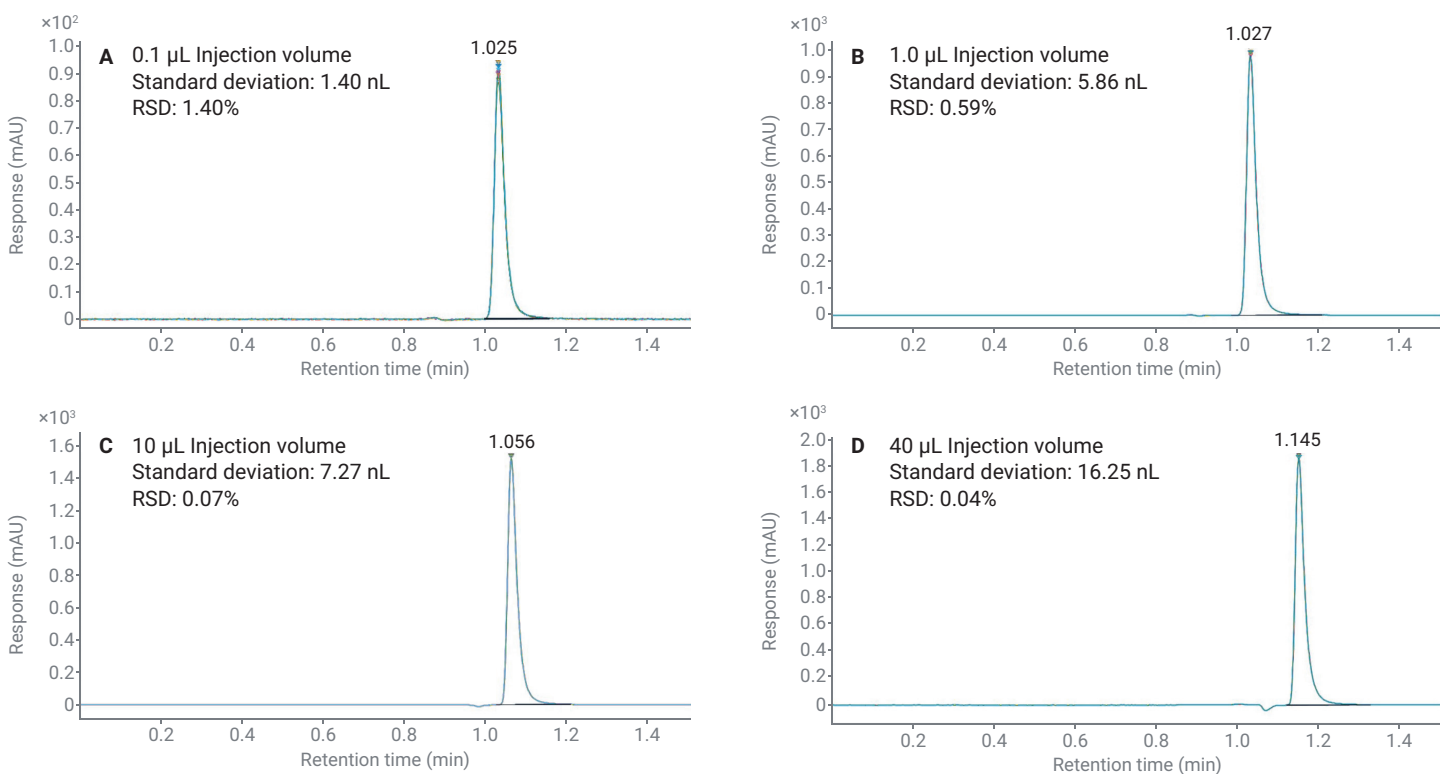 ×10²
A 0.1 µL Injection volume
Standard deviation: 1.40 nL
RSD: 1.40%
1.025
Response (mAU)
1.0
0.9
0.8
0.7
0.6
0.5
0.4
0.3
0.2
0.1
0
0.2 0.4 0.6 0.8 1.0 1.2 1.4
Retention time (min)
×10³
B 1.0 µL Injection volume
Standard deviation: 5.86 nL
RSD: 0.59%
1.027
Response (mAU)
1.0
0.9
0.8
0.7
0.6
0.5
0.4
0.3
0.2
0.1
0
0.2 0.4 0.6 0.8 1.0 1.2 1.4
Retention time (min)
×10³
C 10 µL Injection volume
Standard deviation: 7.27 nL
RSD: 0.07%
1.056
Response (mAU)
1.6
1.4
1.2
1.0
0.8
0.6
0.4
0.2
0
0.2 0.4 0.6 0.8 1.0 1.2 1.4
Retention time (min)
×10³
D 40 µL Injection volume
Standard deviation: 16.25 nL
RSD: 0.04%
1.145
Response (mAU)
2.0
1.8
1.6
1.4
1.2
1.0
0.8
0.6
0.4
0.2
0
0.2 0.4 0.6 0.8 1.0 1.2 1.4
Retention time (min)